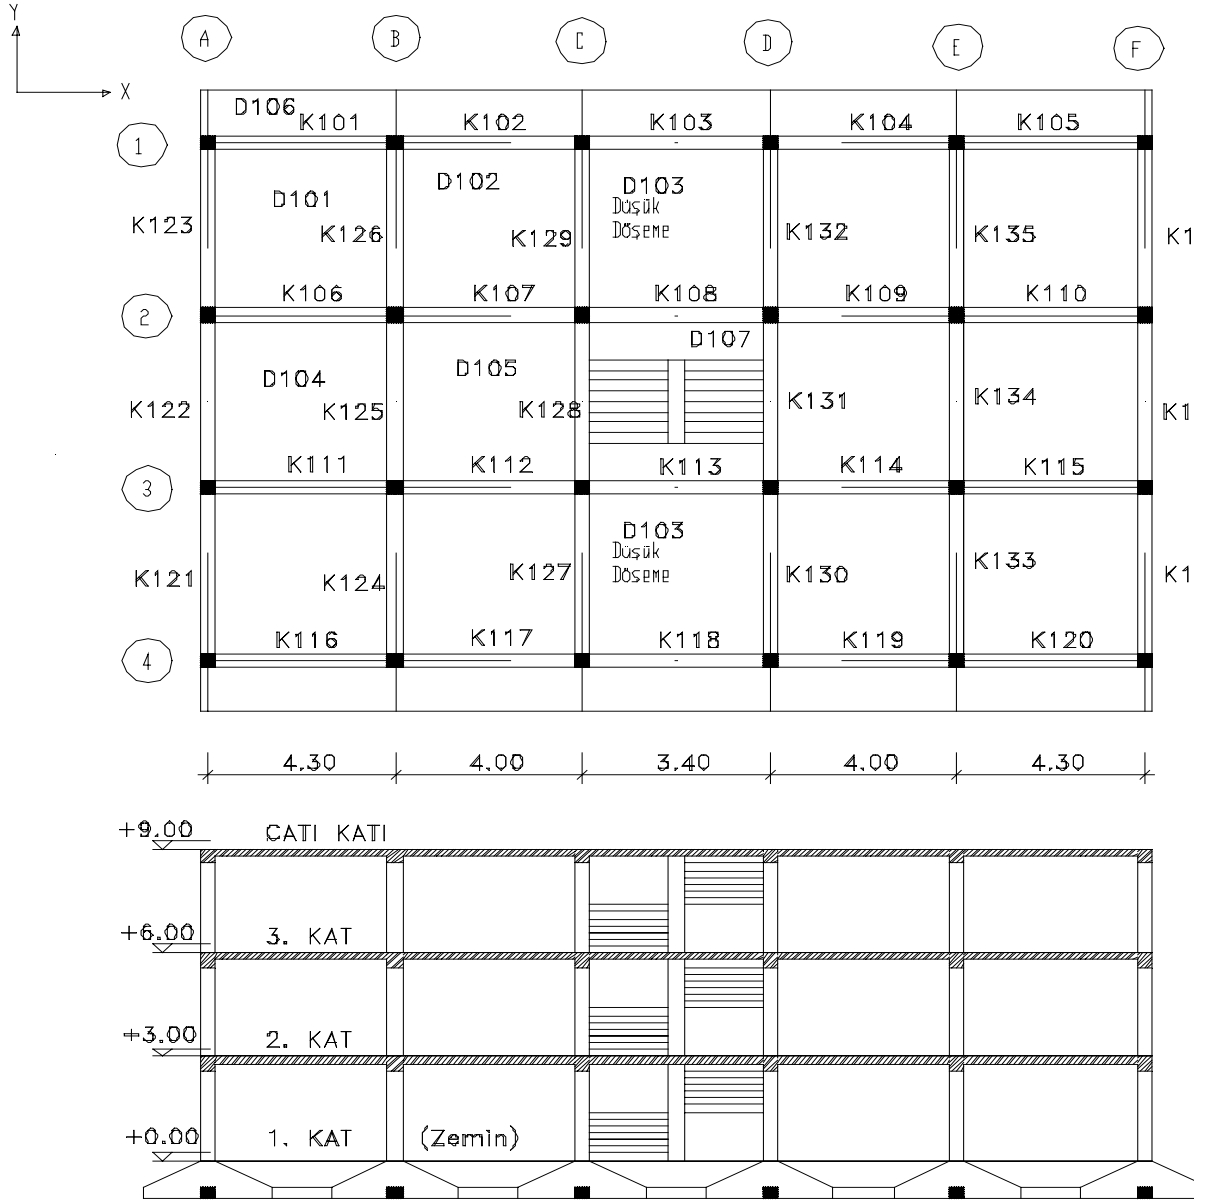 Y
A B C D E F
X
D106
K101 K102 K103 K104 K105
1
D101 D102 D103
Düşük
Döşeme
K123 K126 K129 K132 K135 K1
K106 K107 K108 K109 K110
2
D107
D104 D105
K122 K125 K128 K131 K134 K1
K111 K112 K113 K114 K115
3
D103
Düşük
Döşeme
K121 K124 K127 K130 K133 K1
K116 K117 K118 K119 K120
4
4.30 4.00 3.40 4.00 4.30
+9.00 ÇATI KATI
+6.00 3. KAT
+3.00 2. KAT
+0.00 1. KAT (Zemin)